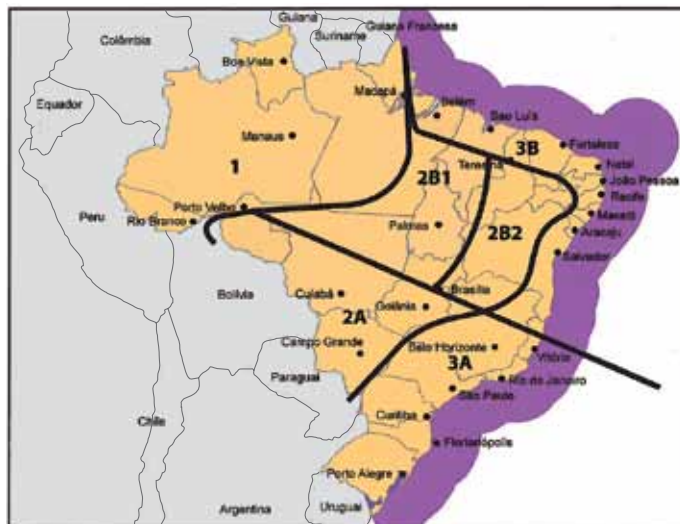 Guiana
Guiana Francesa
Colômbia
Suriname
Boa Vista
Equador
Macapá
Belém
São Luís
Manaus
3B
Fortaleza
Teresina
1
2B1
Natal
João Pessoa
Porto Velho
Recife
Peru
Rio Branco
Maceió
Palmas
2B2
Aracaju
Salvador
Bolívia
Cuiabá
Brasília
Goiânia
2A
Campo Grande
Belo Horizonte
Vitória
3A
Paraguai
Rio de Janeiro
São Paulo
Curitiba
Chile
Florianópolis
Porto Alegre
Argentina
Uruguai